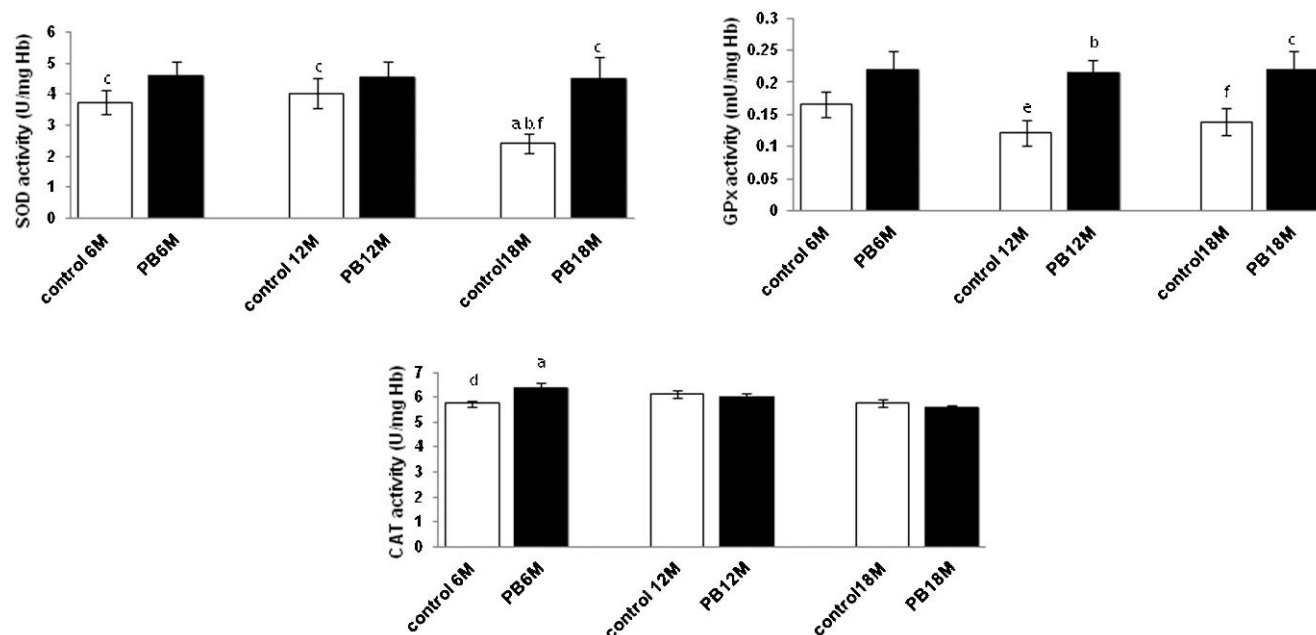 SOD activity (U/mg Hb)
6
5
4
3
2
1
0
c
c
a b f
c
control 6M
PB6M
control 12M
PB12M
control18M
PB18M
GPx activity (mU/mg Hb)
0.3
0.25
0.2
0.15
0.1
0.05
0
e
b
f
c
control 6M
PB6M
control 12M
PB12M
control18M
PB18M
CAT activity (U/mg Hb)
7
6
5
4
3
2
1
0
d
a
control 6M
PB6M
control 12M
PB12M
control18M
PB18M